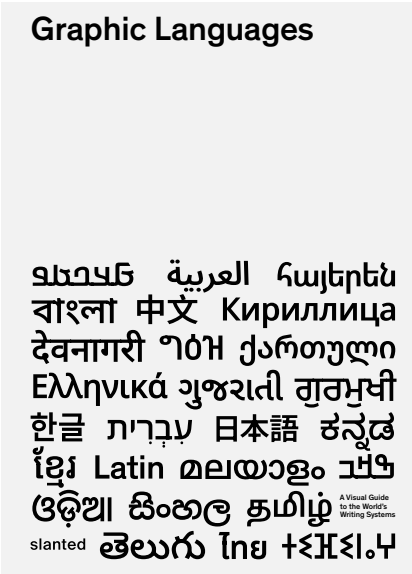 Graphic Languages
العربية հայերեն
বাংলা 中文 Кириллица
देवनागरी ግዕዝ ქართული
Ελληνικά ગુજરાતી ਗੁਰਮੁਖੀ
한글 עִבְרִית 日本語 ಕನ್ನಡ
ខ្មែរ Latin മലയാളം
ଓଡ଼ିଆ සිංහල தமிழ்
A Visual Guide
to the World's
Writing Systems
slanted తెలుగు ไทย ⵜⵉⴼⵉⵏⴰⵖ